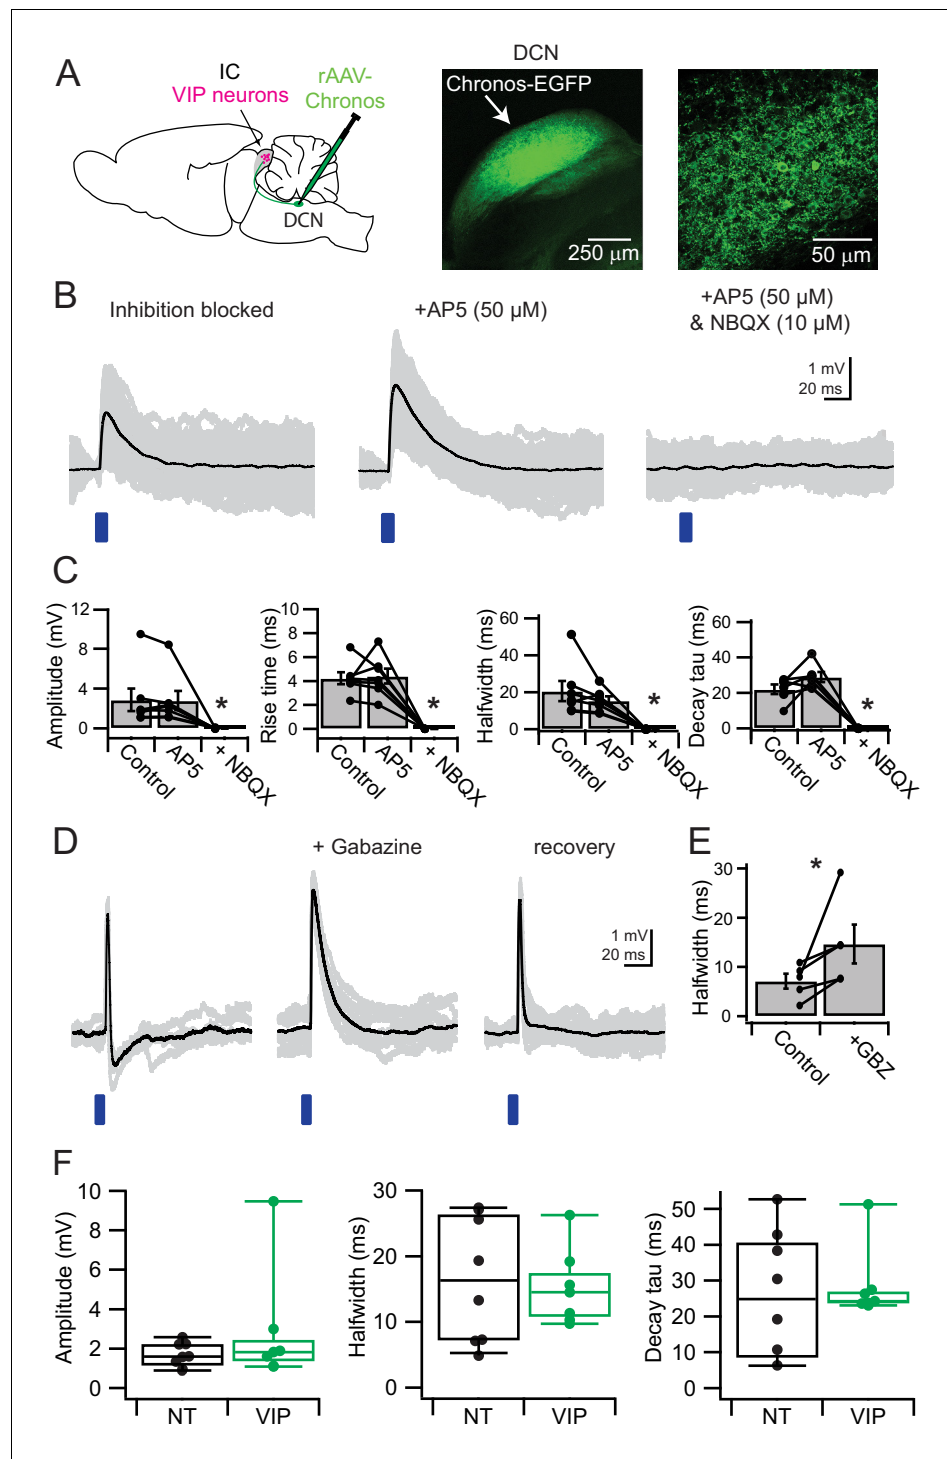 A
IC
VIP neurons
rAAV-
Chronos
DCN
DCN
Chronos-EGFP
250 μm
50 μm
B
Inhibition blocked
+AP5 (50 μM)
+AP5 (50 μM)
& NBQX (10 μM)
1 mV
20 ms
C
Amplitude (mV)
12
8
4
0
*
Control
AP5
+ NBQX
Rise time (ms)
10
8
6
4
2
0
*
Control
AP5
+ NBQX
Halfwidth (ms)
60
40
20
0
*
Control
AP5
+ NBQX
Decay tau (ms)
60
40
20
0
*
Control
AP5
+ NBQX
D
+ Gabazine
recovery
1 mV
20 ms
E
Halfwidth (ms)
30
20
10
0
*
Control
+GBZ
F
Amplitude (mV)
10
8
6
4
2
0
NT
VIP
Halfwidth (ms)
30
20
10
0
NT
VIP
Decay tau (ms)
50
40
30
20
10
0
NT
VIP